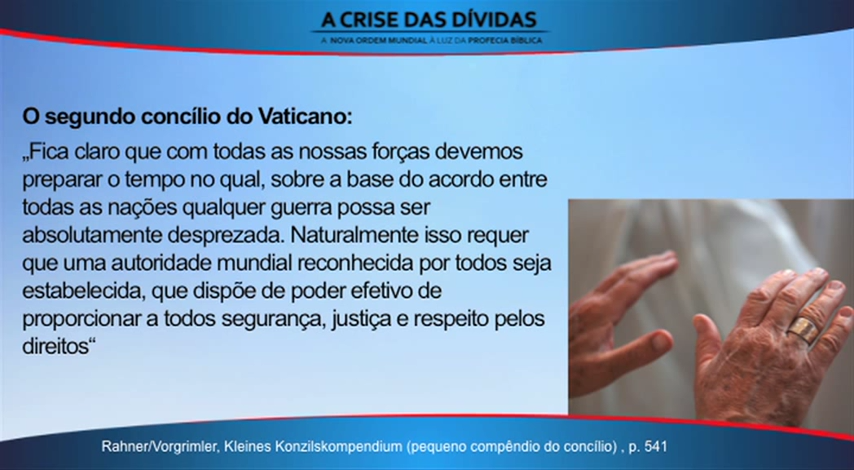 A CRISE DAS DÍVIDAS
A NOVA ORDEM MUNDIAL À LUZ DA PROFECIA BÍBLICA
O segundo concílio do Vaticano:
„Fica claro que com todas as nossas forças devemos
preparar o tempo no qual, sobre a base do acordo entre
todas as nações qualquer guerra possa ser
absolutamente desprezada. Naturalmente isso requer
que uma autoridade mundial reconhecida por todos seja
estabelecida, que dispõe de poder efetivo de
proporcionar a todos segurança, justiça e respeito pelos
direitos“
Rahner/Vorgrimler, Kleines Konzilskompendium (pequeno compêndio do concílio) , p. 541